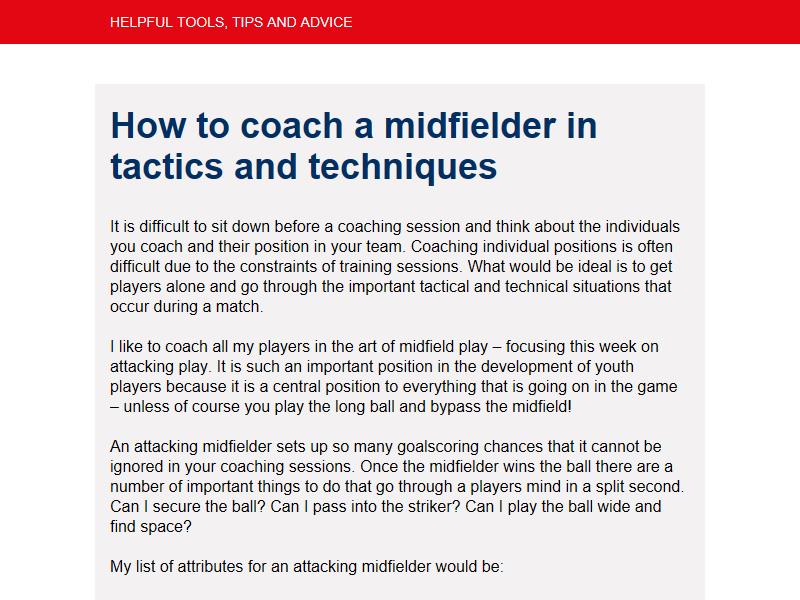 HELPFUL TOOLS, TIPS AND ADVICE
How to coach a midfielder in
tactics and techniques
It is difficult to sit down before a coaching session and think about the individuals
you coach and their position in your team. Coaching individual positions is often
difficult due to the constraints of training sessions. What would be ideal is to get
players alone and go through the important tactical and technical situations that
occur during a match.
I like to coach all my players in the art of midfield play – focusing this week on
attacking play. It is such an important position in the development of youth
players because it is a central position to everything that is going on in the game
– unless of course you play the long ball and bypass the midfield!
An attacking midfielder sets up so many goalscoring chances that it cannot be
ignored in your coaching sessions. Once the midfielder wins the ball there are a
number of important things to do that go through a players mind in a split second.
Can I secure the ball? Can I pass into the striker? Can I play the ball wide and
find space?
My list of attributes for an attacking midfielder would be: